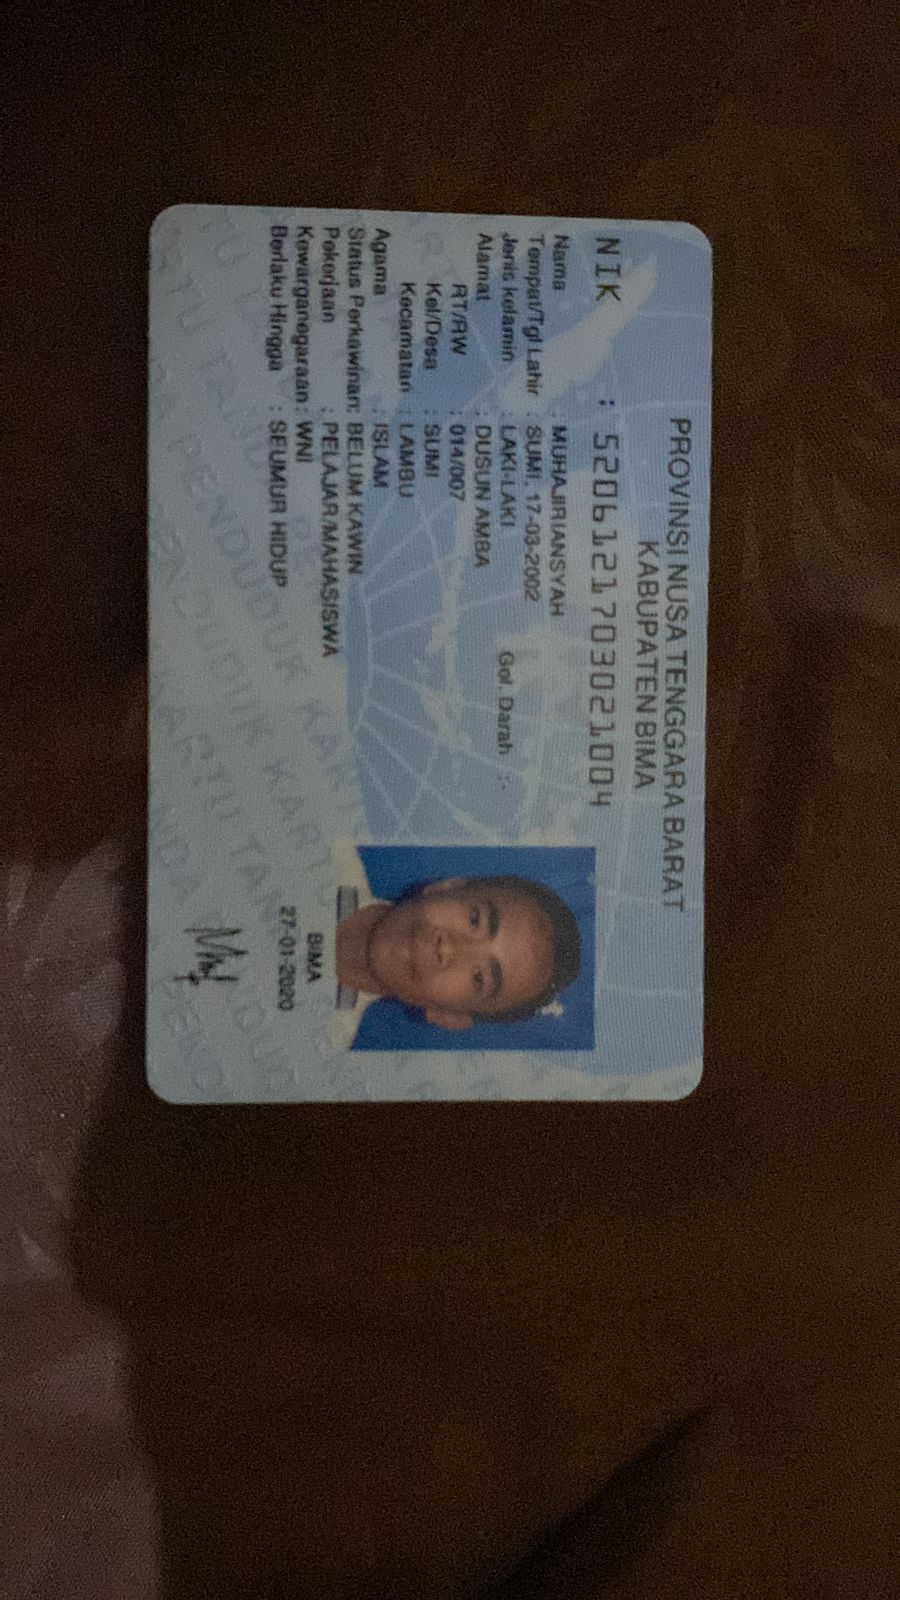 PROVINSI NUSA TENGGARA BARAT
KABUPATEN BIMA
NIK : 5206121703021004
Nama : MUHAJIRIANSYAH
Tempat/Tgl Lahir : SUMI, 17-03-2002
Jenis kelamin : LAKI-LAKI Gol. Darah : -
Alamat : DUSUN AMBA
RT/RW : 014/007
Kel/Desa : SUMI
Kecamatan : LAMBU
Agama : ISLAM
Status Perkawinan: BELUM KAWIN
Pekerjaan : PELAJAR/MAHASISWA
Kewarganegaraan: WNI
Berlaku Hingga : SEUMUR HIDUP
BIMA
27-01-2020